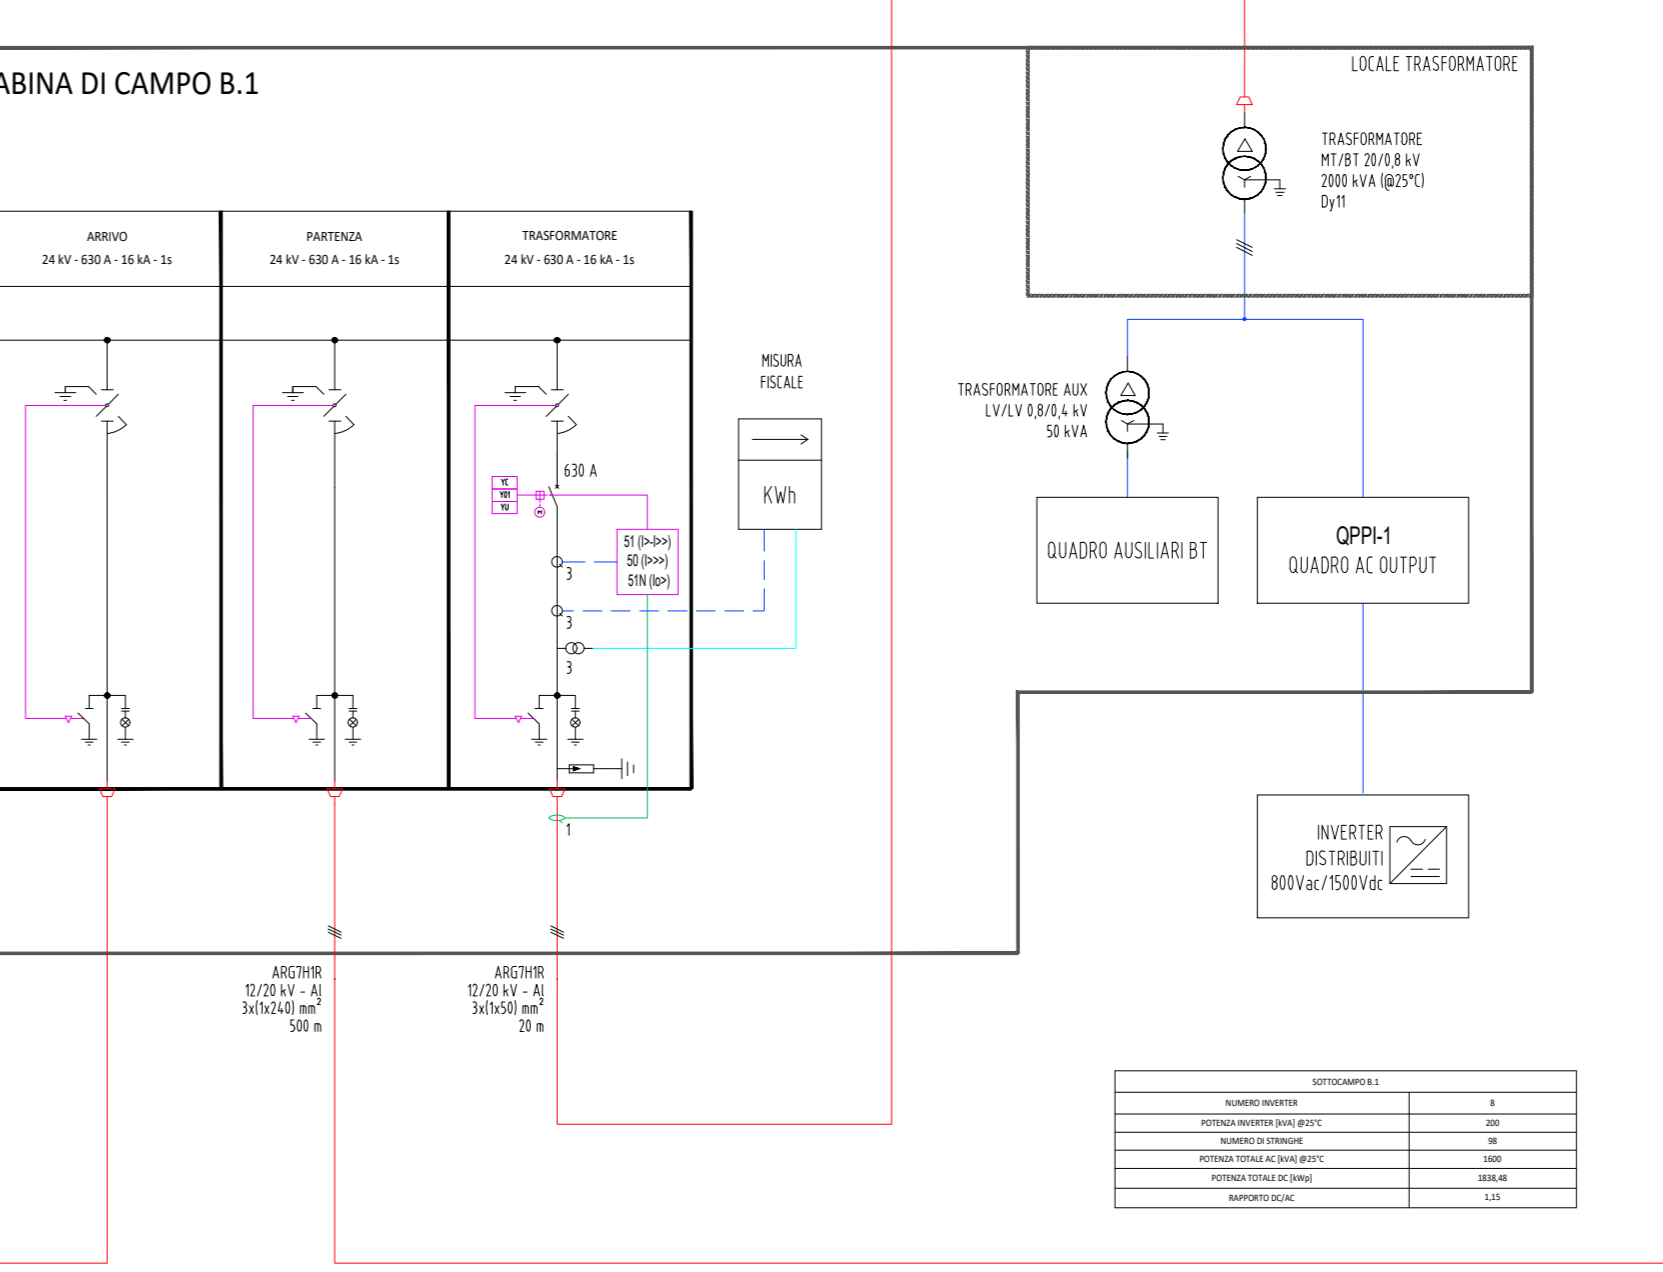 ABINA DI CAMPO B.1
LOCALE TRASFORMATORE
TRASFORMATORE
MT/BT 20/0,8 kV
2000 kVA (@25°C)
Dy11
ARRIVO
24 kV - 630 A - 16 kA - 1s
PARTENZA
24 kV - 630 A - 16 kA - 1s
TRASFORMATORE
24 kV - 630 A - 16 kA - 1s
MISURA
FISCALE
KWh
630 A
YC
Y01
YU
M
51 (I>-I>>)
50 (I>>>)
51N (Io>)
3
3
3
1
TRASFORMATORE AUX
LV/LV 0,8/0,4 kV
50 kVA
QUADRO AUSILIARI BT
QPPI-1
QUADRO AC OUTPUT
INVERTER
DISTRIBUITI
800Vac/1500Vdc
ARG7H1R
12/20 kV - Al
3x(1x240) mm²
500 m
ARG7H1R
12/20 kV - Al
3x(1x50) mm²
20 m
SOTTOCAMPO B.1
NUMERO INVERTER 8
POTENZA INVERTER [kVA] @25°C 200
NUMERO DI STRINGHE 98
POTENZA TOTALE AC [kVA] @25°C 1600
POTENZA TOTALE DC [kWp] 1838,48
RAPPORTO DC/AC 1,15